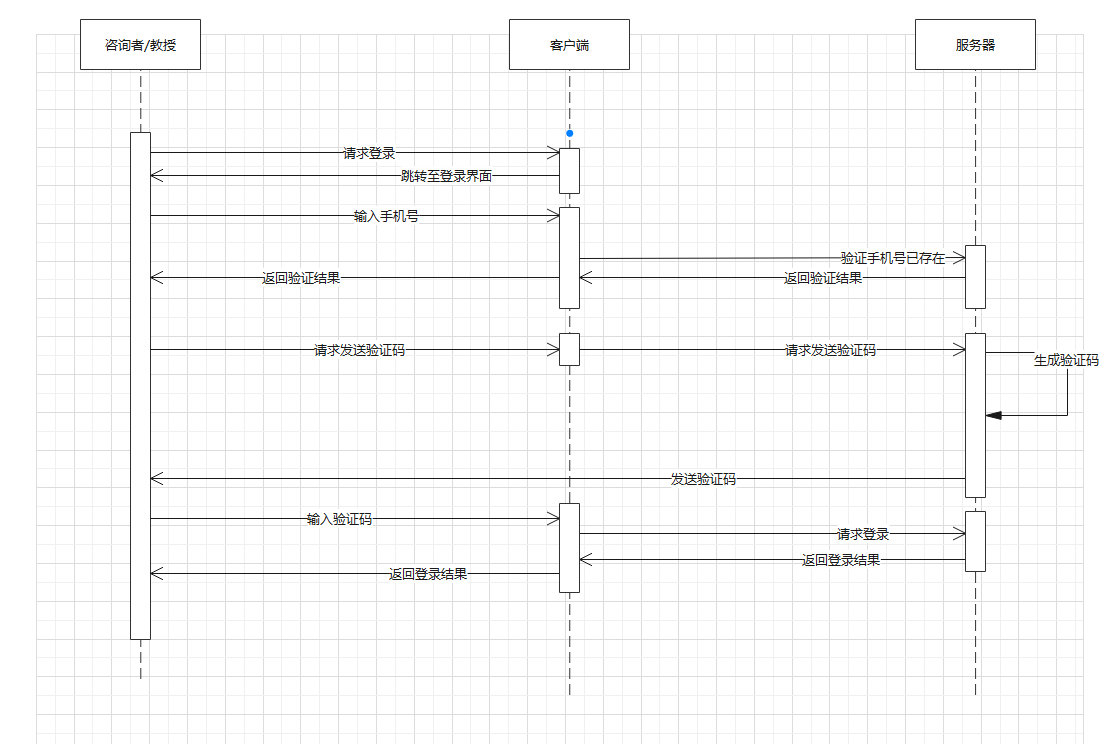 咨询者/教授
客户端
服务器
请求登录
跳转至登录界面
输入手机号
验证手机号已存在
返回验证结果
返回验证结果
请求发送验证码
请求发送验证码
生成验证码
发送验证码
输入验证码
请求登录
返回登录结果
返回登录结果